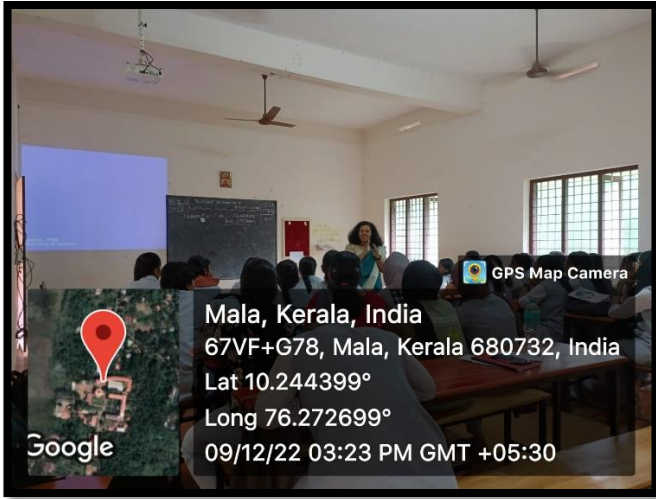 GPS Map Camera
Mala, Kerala, India
67VF+G78, Mala, Kerala 680732, India
Lat 10.244399°
Long 76.272699°
09/12/22 03:23 PM GMT +05:30
Google